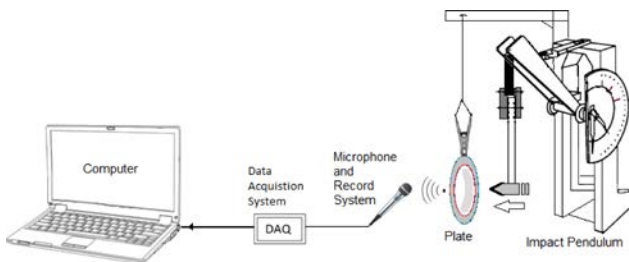 Computer
Data
Acquistion
System
DAQ
Microphone
and
Record
System
Plate
Impact Pendulum